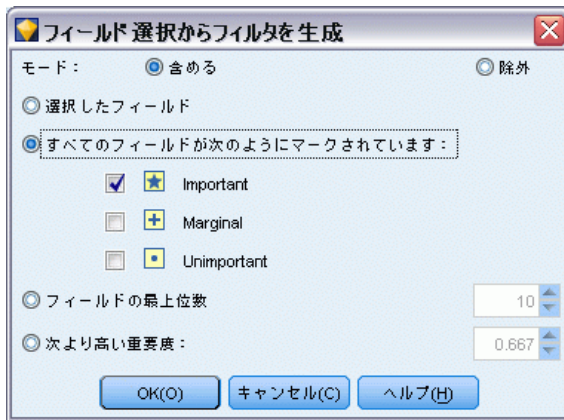 フィールド選択からフィルタを生成
モード： 含める 除外
選択したフィールド
すべてのフィールドが次のようにマークされています：
Important
Marginal
Unimportant
フィールドの最上位数 10
次より高い重要度： 0.667
OK(O) キャンセル(C) ヘルプ(H)